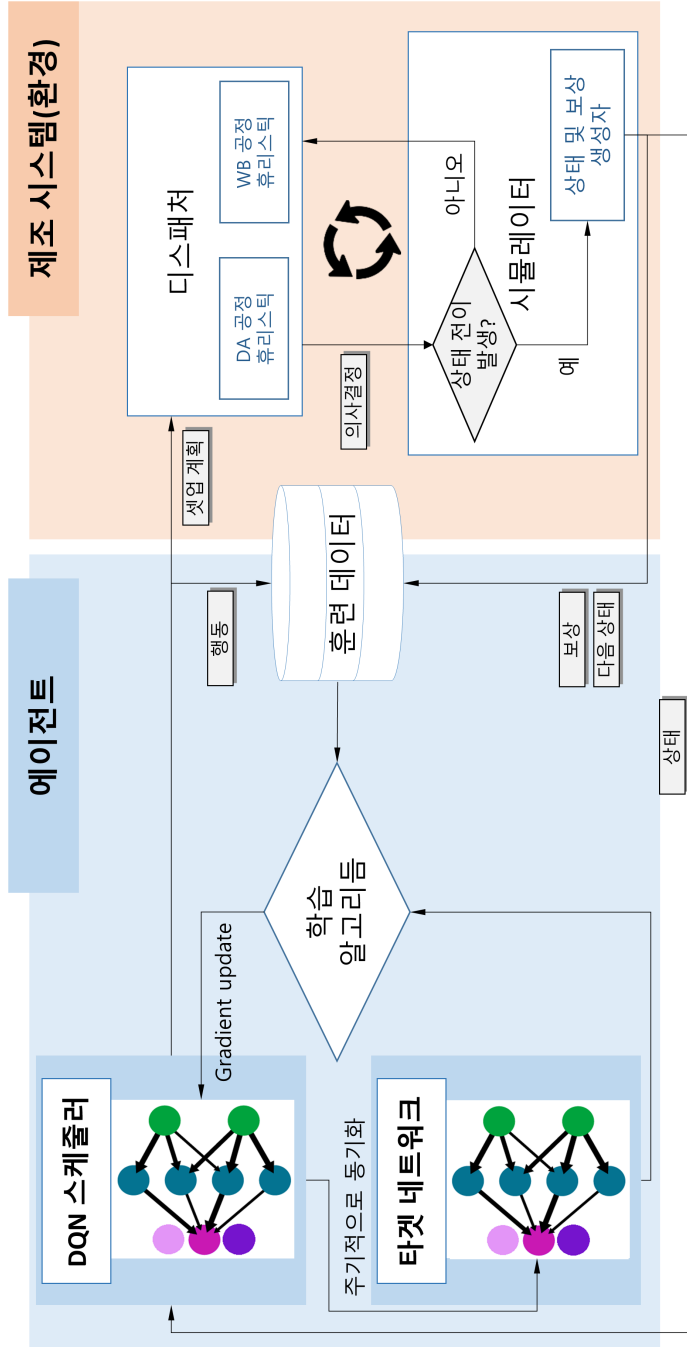 에이전트
제조 시스템(환경)
DQN 스케줄러
Gradient update
주기적으로 동기화
타겟 네트워크
학습
알고리듬
행동
훈련 데이터
보상
다음 상태
상태
셋업 계획
디스패처
DA 공정
휴리스틱
WB 공정
휴리스틱
의사결정
상태 전이
발생?
아니오
예
시뮬레이터
상태 및 보상
생성자